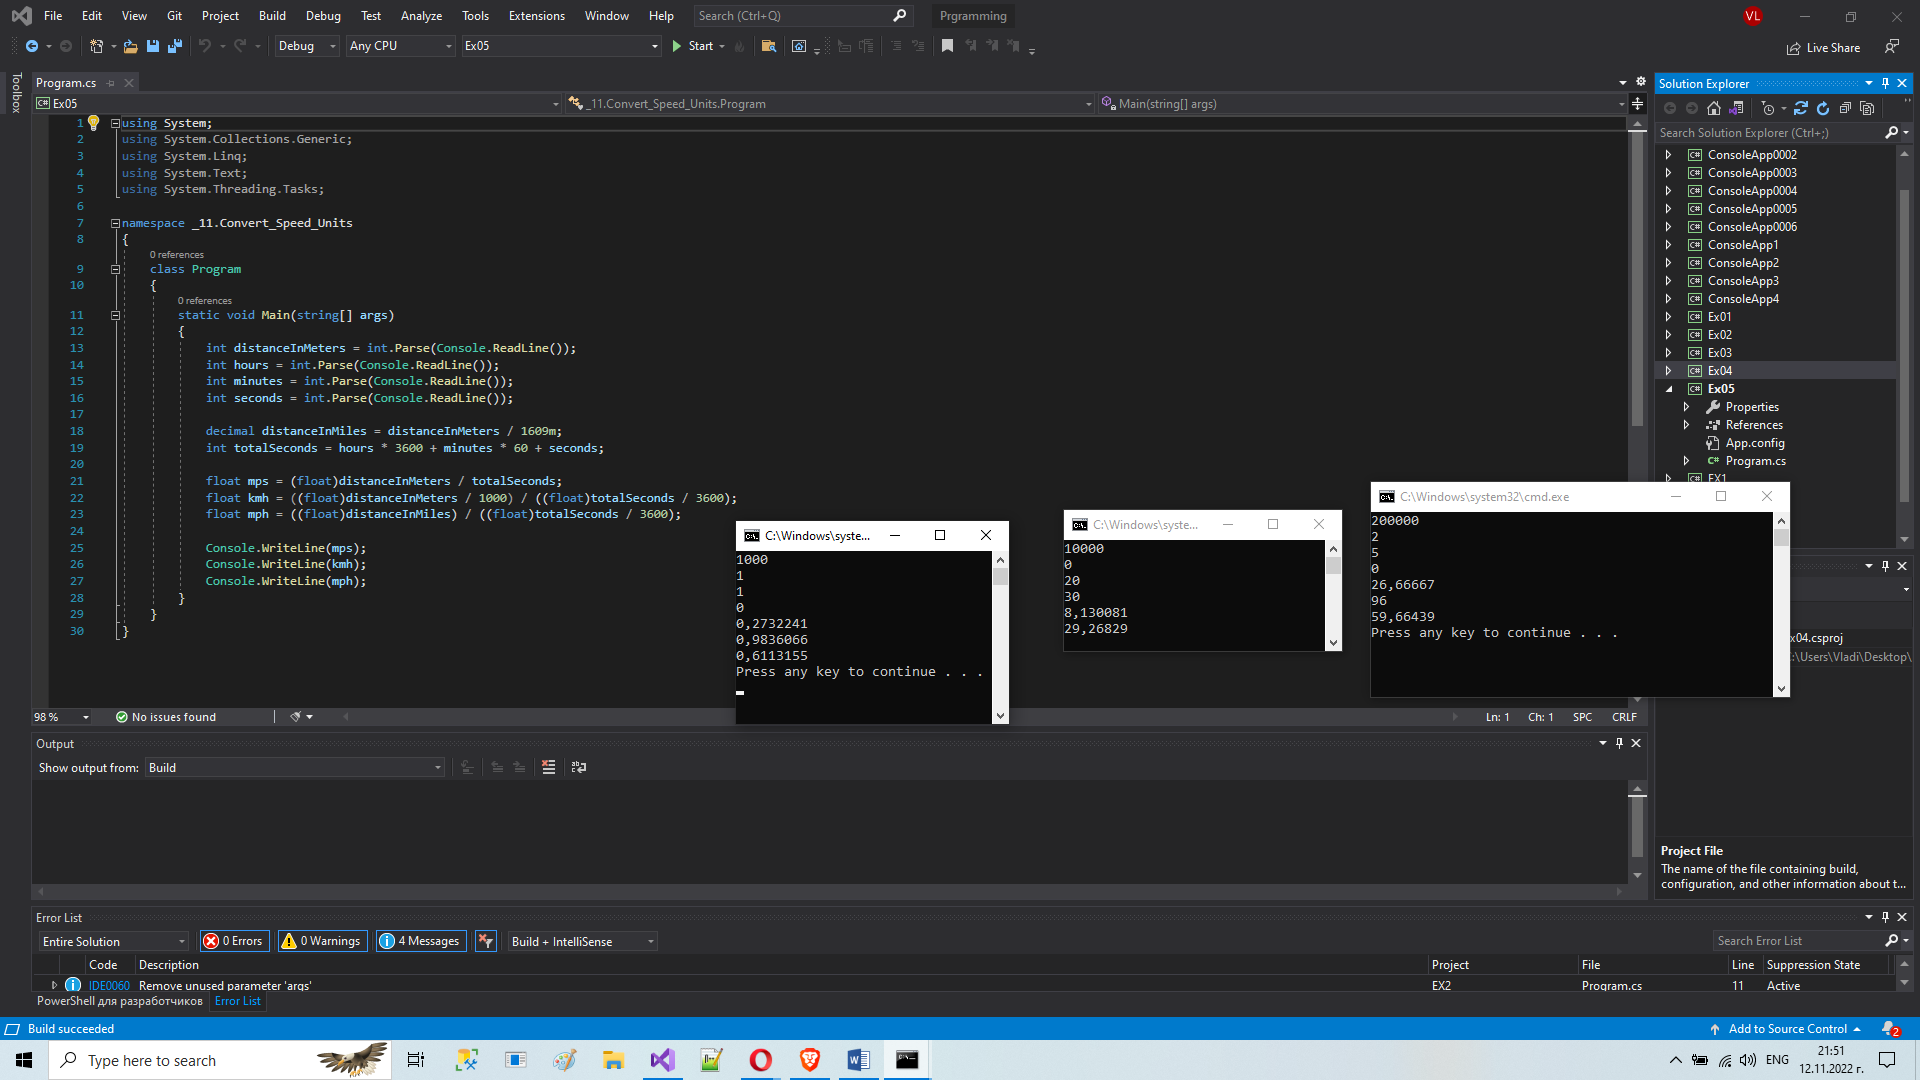 File Edit View Git Project Build Debug Test Analyze Tools Extensions Window Help Search (Ctrl+Q) Prgramming VL
Debug Any CPU Ex05 Start Live Share
Toolbox
Program.cs
Ex05 _11.Convert_Speed_Units.Program Main(string[] args)
1 using System;
2 using System.Collections.Generic;
3 using System.Linq;
4 using System.Text;
5 using System.Threading.Tasks;
6
7 namespace _11.Convert_Speed_Units
8 {
0 references
9 class Program
10 {
0 references
11 static void Main(string[] args)
12 {
13 int distanceInMeters = int.Parse(Console.ReadLine());
14 int hours = int.Parse(Console.ReadLine());
15 int minutes = int.Parse(Console.ReadLine());
16 int seconds = int.Parse(Console.ReadLine());
17
18 decimal distanceInMiles = distanceInMeters / 1609m;
19 int totalSeconds = hours * 3600 + minutes * 60 + seconds;
20
21 float mps = (float)distanceInMeters / totalSeconds;
22 float kmh = ((float)distanceInMeters / 1000) / ((float)totalSeconds / 3600);
23 float mph = ((float)distanceInMiles) / ((float)totalSeconds / 3600);
24
25 Console.WriteLine(mps);
26 Console.WriteLine(kmh);
27 Console.WriteLine(mph);
28 }
29 }
30 }
C:\Windows\syste...
1000
1
1
0
0,2732241
0,9836066
0,6113155
Press any key to continue . . .
C:\Windows\syste...
10000
0
20
30
8,130081
29,26829
C:\Windows\system32\cmd.exe
200000
2
5
0
26,66667
96
59,66439
Press any key to continue . . .
Solution Explorer
Search Solution Explorer (Ctrl+;)
C# ConsoleApp0002
C# ConsoleApp0003
C# ConsoleApp0004
C# ConsoleApp0005
C# ConsoleApp0006
C# ConsoleApp1
C# ConsoleApp2
C# ConsoleApp3
C# ConsoleApp4
C# Ex01
C# Ex02
C# Ex03
C# Ex04
C# Ex05
Properties
References
App.config
C# Program.cs
EX1
x04.csproj
:\Users\Vladi\Desktop\
Project File
The name of the file containing build,
configuration, and other information about t...
98 % No issues found Ln: 1 Ch: 1 SPC CRLF
Output
Show output from: Build
Error List
Entire Solution 0 Errors 0 Warnings 4 Messages Build + IntelliSense Search Error List
Code Description Project File Line Suppression State
IDE0060 Remove unused parameter 'args' EX2 Program.cs 11 Active
PowerShell для разработчиков Error List
Build succeeded Add to Source Control 2
Type here to search ENG 21:51
12.11.2022 г.